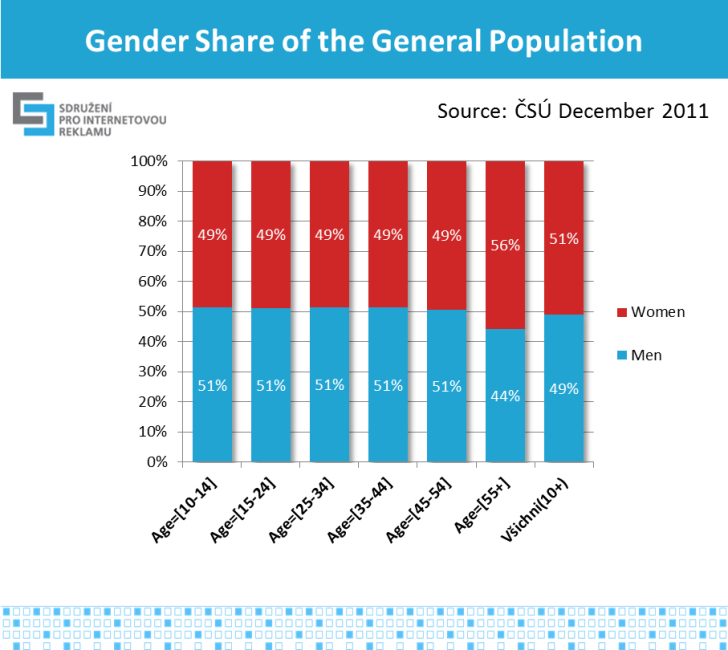 Gender Share of the General Population
SDRUŽENÍ
PRO INTERNETOVOU
REKLAMU
Source: ČSÚ December 2011
100%
90%
80%
70%
60%
50%
40%
30%
20%
10%
0%
49% 49% 49% 49% 49% 56% 51%
51% 51% 51% 51% 51% 44% 49%
Women
Men
Age=[10-14] Age=[15-24] Age=[25-34] Age=[35-44] Age=[45-54] Age=[55+] Všichni(10+)